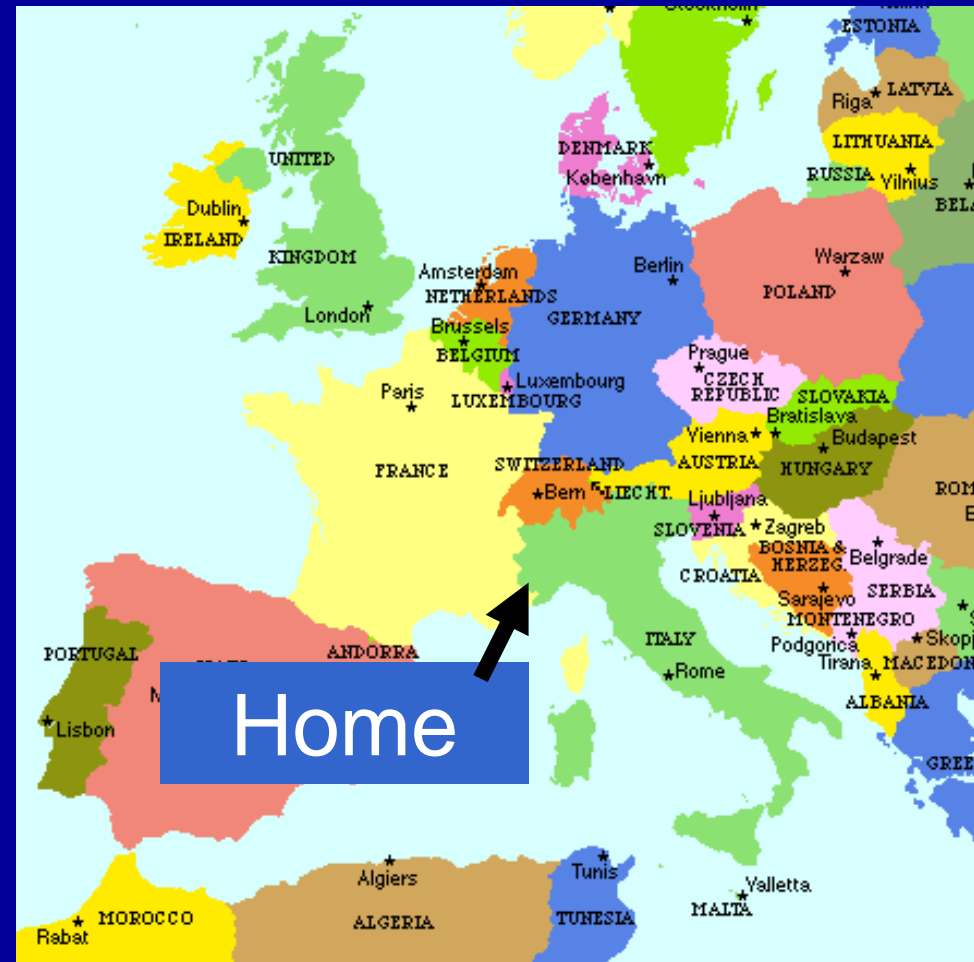 ESTONIA
Riga
LATVIA
LITHUANIA
RUSSIA
Vilnius
DENMARK
København
UNITED
KINGDOM
London
Dublin
IRELAND
Amsterdam
NETHERLANDS
Brussels
BELGIUM
Luxembourg
LUXEMBOURG
Berlin
GERMANY
Warzaw
POLAND
Prague
CZECH
REPUBLIC
SLOVAKIA
Bratislava
Vienna
AUSTRIA
Budapest
HUNGARY
Paris
FRANCE
SWITZERLAND
Bern
LIECHT.
Ljubljana
SLOVENIA
Zagreb
CROATIA
BOSNIA &
HERZEG.
Sarajevo
Belgrade
SERBIA
MONTENEGRO
Podgorica
Skopj
Tirana
MACEDON
ALBANIA
GREE
ROM
BELA
ITALY
Rome
ANDORRA
PORTUGAL
Lisbon
Home
Algiers
ALGERIA
MOROCCO
Rabat
Tunis
TUNESIA
Valletta
MALTA